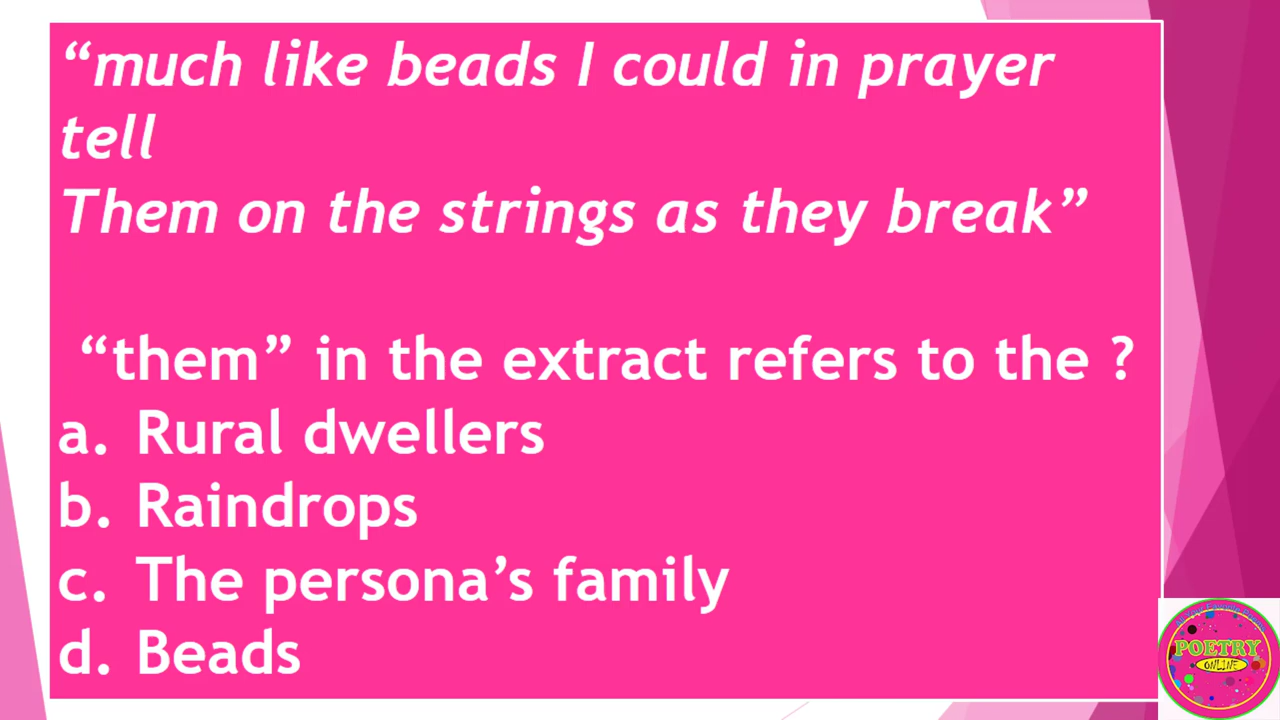 “much like beads I could in prayer
tell
Them on the strings as they break”
“them” in the extract refers to the ?
a. Rural dwellers
b. Raindrops
c. The persona’s family
d. Beads
POETRY
ONLINE